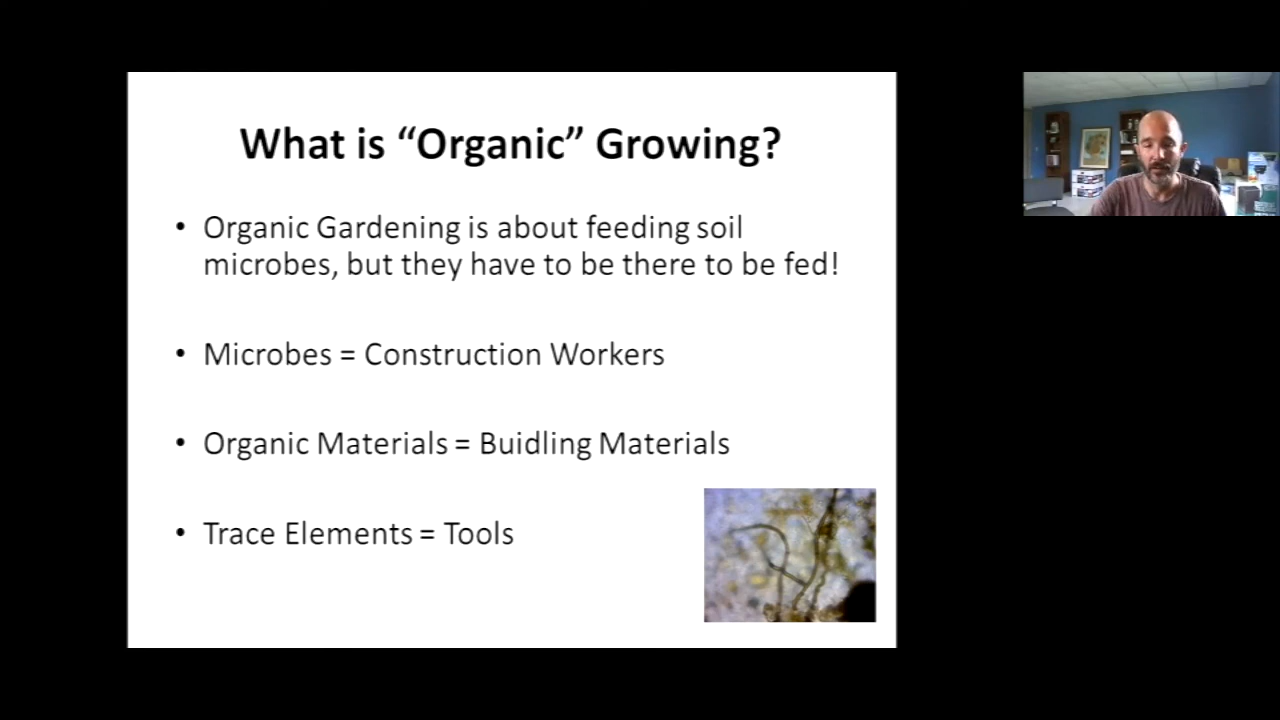 What is “Organic” Growing?
• Organic Gardening is about feeding soil
microbes, but they have to be there to be fed!
• Microbes = Construction Workers
• Organic Materials = Buidling Materials
• Trace Elements = Tools